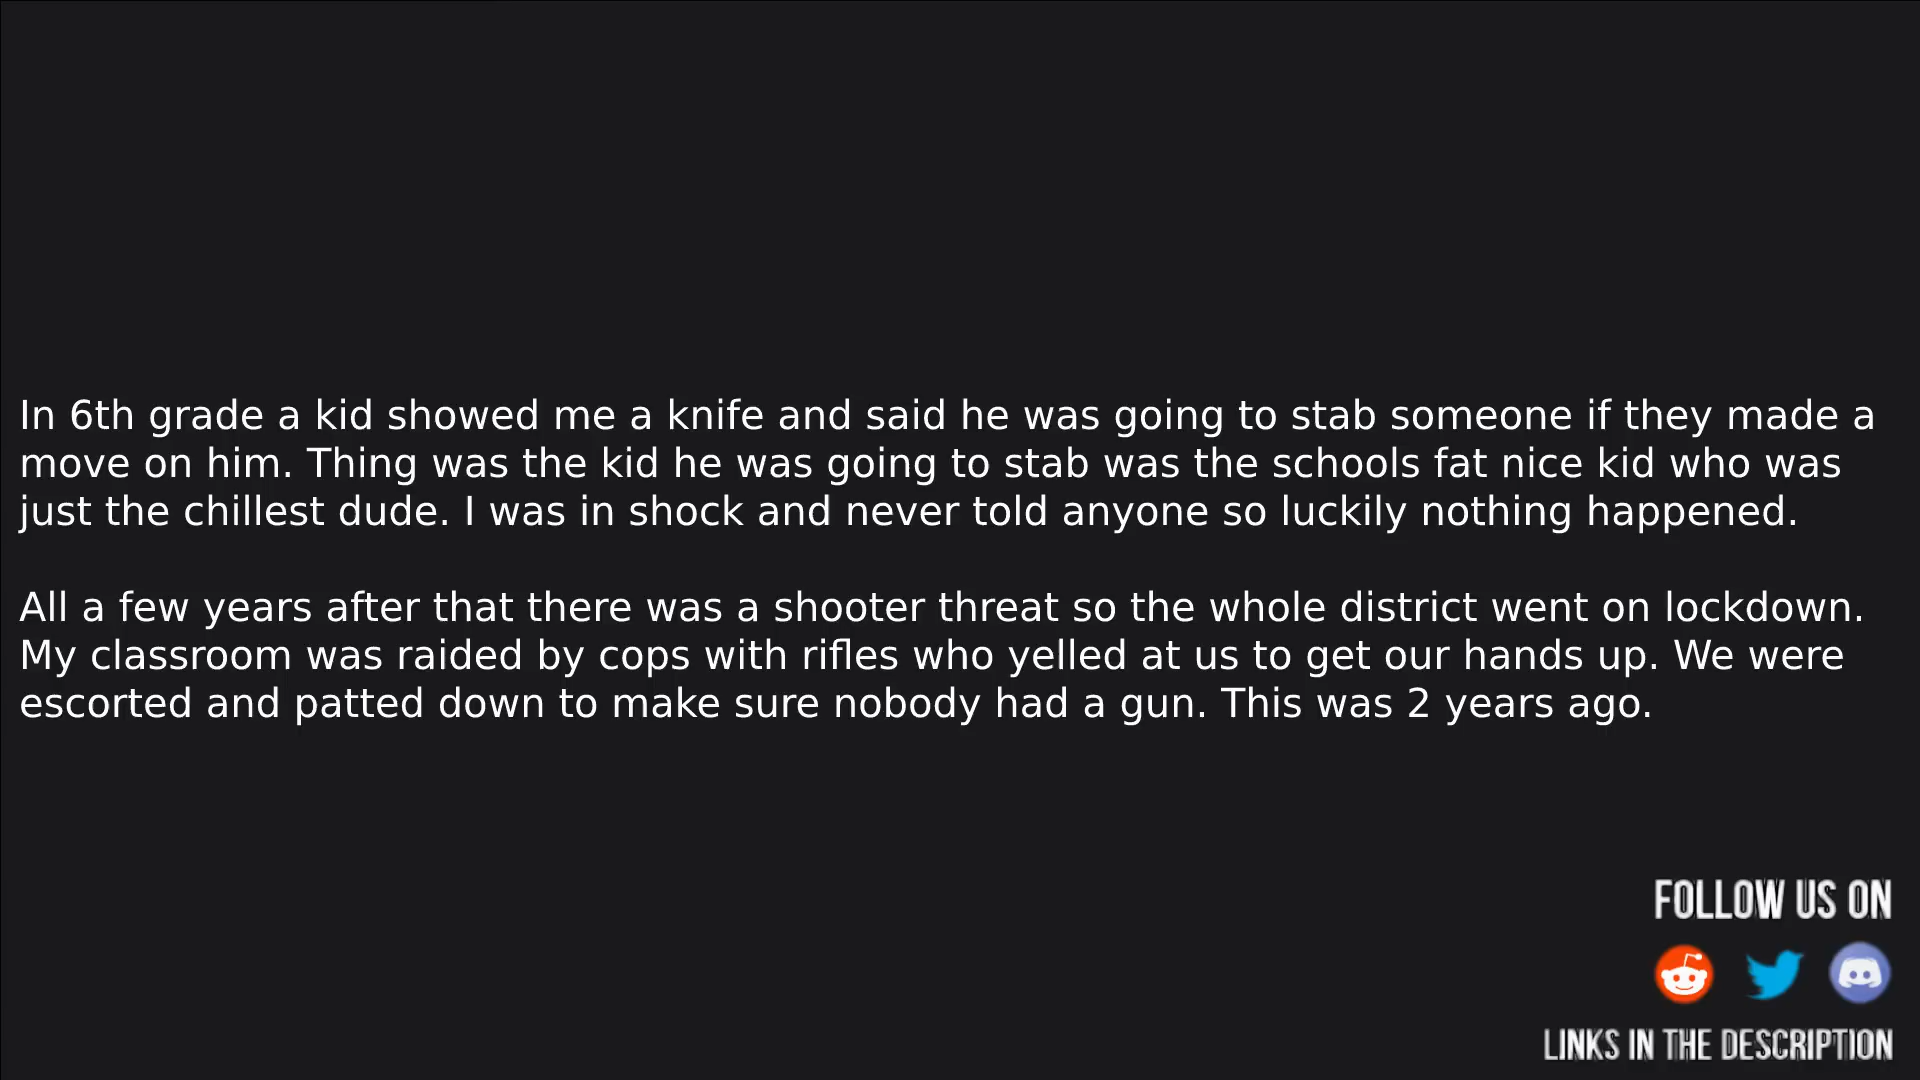 In 6th grade a kid showed me a knife and said he was going to stab someone if they made a
move on him. Thing was the kid he was going to stab was the schools fat nice kid who was
just the chillest dude. I was in shock and never told anyone so luckily nothing happened.
All a few years after that there was a shooter threat so the whole district went on lockdown.
My classroom was raided by cops with rifles who yelled at us to get our hands up. We were
escorted and patted down to make sure nobody had a gun. This was 2 years ago.
FOLLOW US ON
LINKS IN THE DESCRIPTION